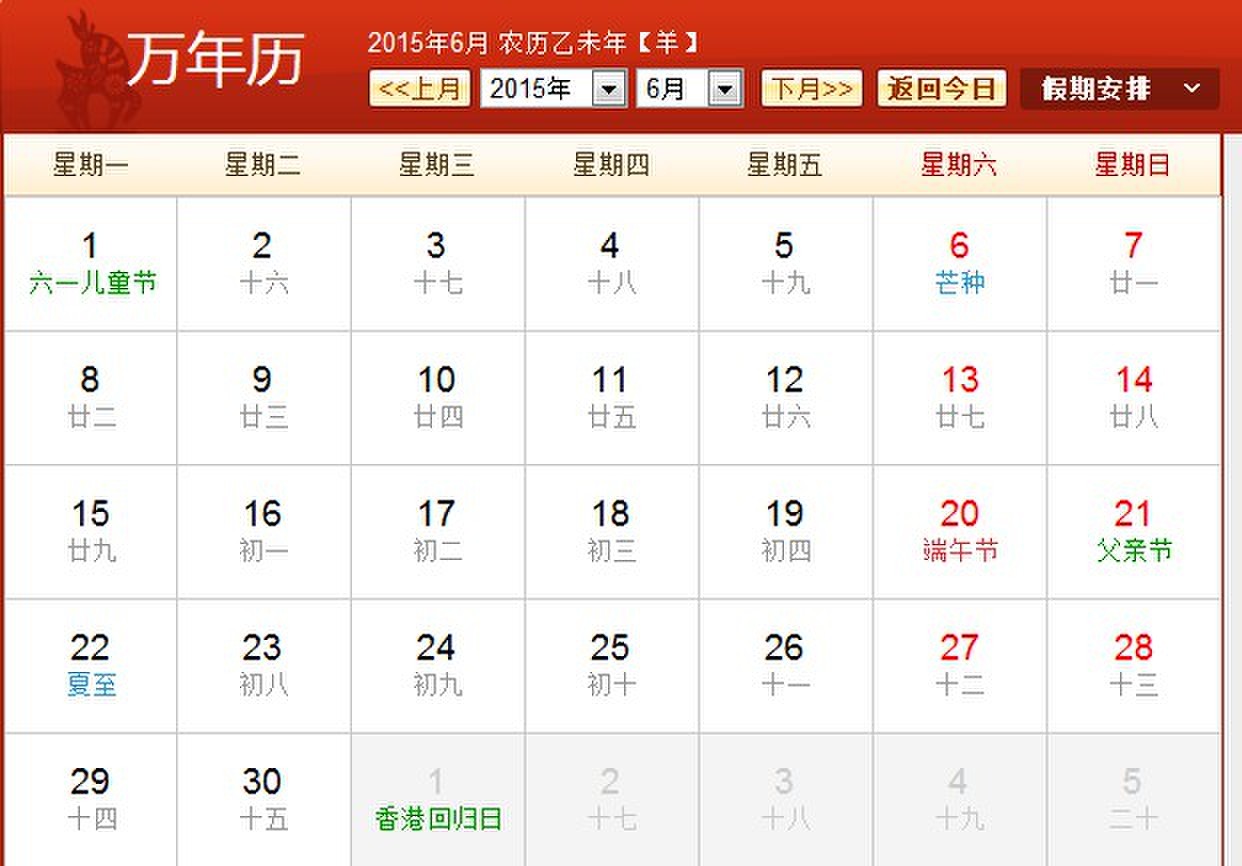 万年历
2015年6月 农历乙未年【羊】
<<上月 2015年 6月 下月>> 返回今日 假期安排
星期一 星期二 星期三 星期四 星期五 星期六 星期日
1 2 3 4 5 6 7
六一儿童节 十六 十七 十八 十九 芒种 廿一
8 9 10 11 12 13 14
廿二 廿三 廿四 廿五 廿六 廿七 廿八
15 16 17 18 19 20 21
廿九 初一 初二 初三 初四 端午节 父亲节
22 23 24 25 26 27 28
夏至 初八 初九 初十 十一 十二 十三
29 30 1 2 3 4 5
十四 十五 香港回归日 十七 十八 十九 二十